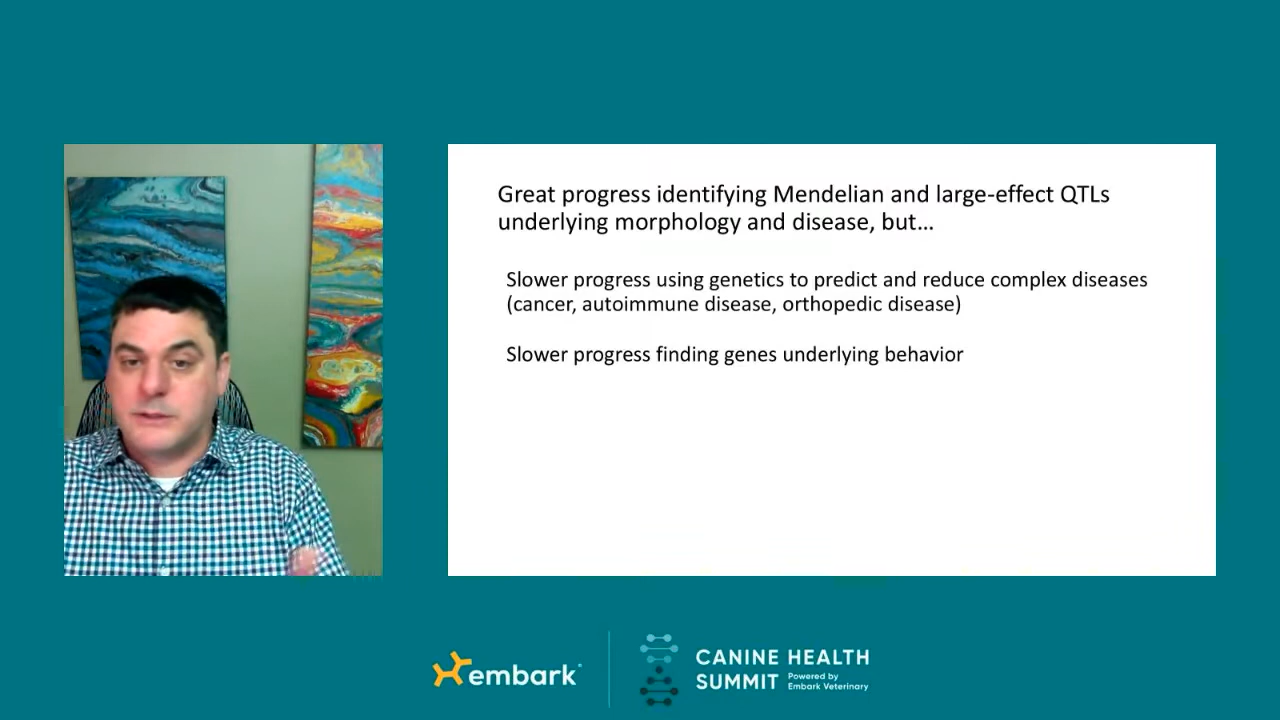 Great progress identifying Mendelian and large-effect QTLs
underlying morphology and disease, but…
Slower progress using genetics to predict and reduce complex diseases
(cancer, autoimmune disease, orthopedic disease)
Slower progress finding genes underlying behavior
embark
CANINE HEALTH
SUMMIT
Powered by
Embark Veterinary